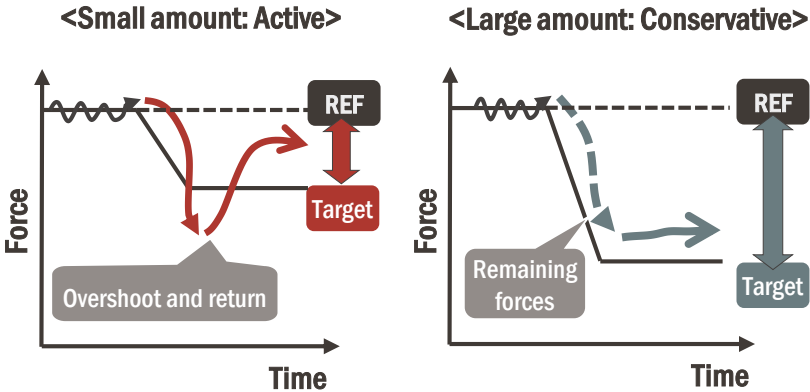 <Small amount: Active>
REF
Target
Force
Overshoot and return
Time
<Large amount: Conservative>
REF
Force
Remaining
forces
Target
Time